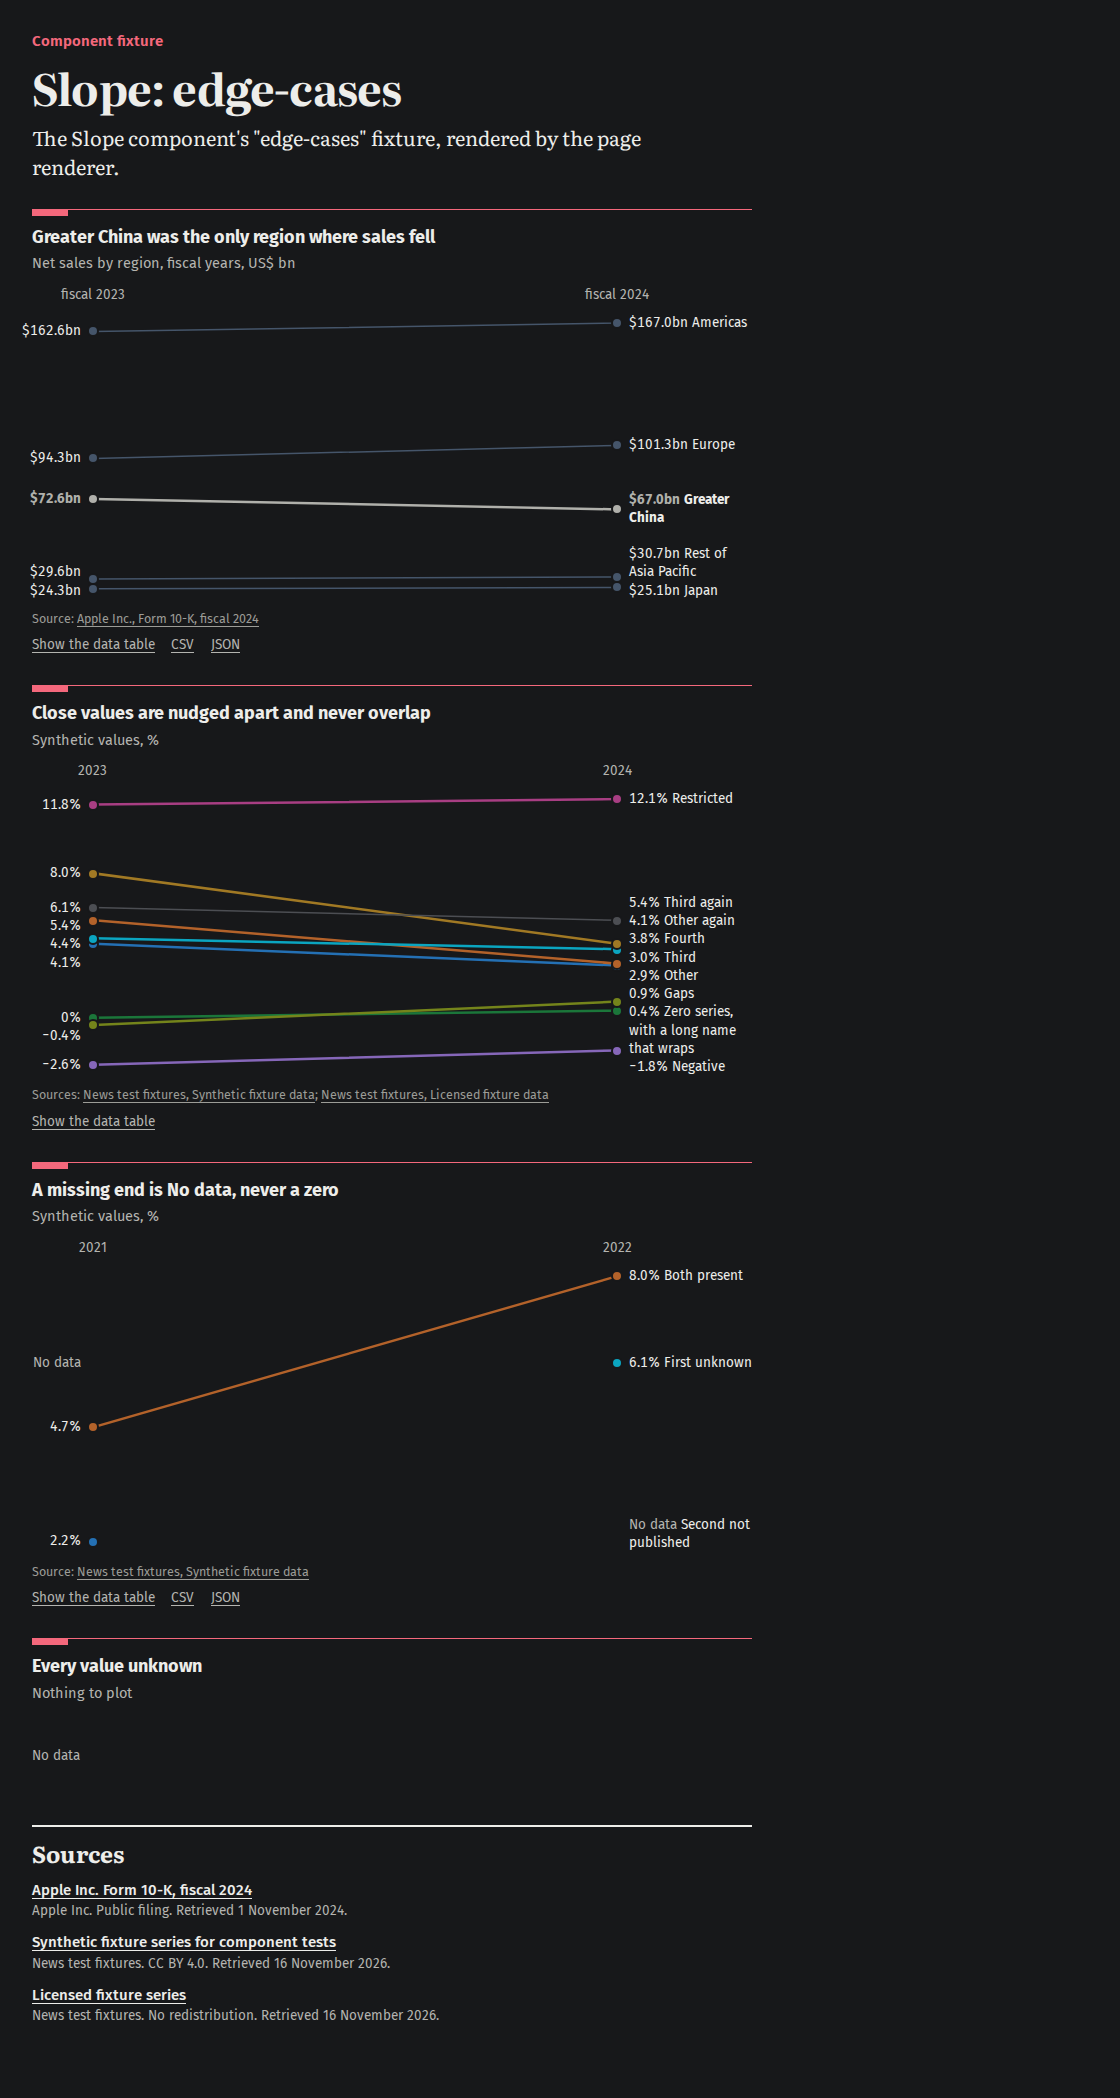 Component fixture
Slope: edge-cases
The Slope component's "edge-cases" fixture, rendered by the page
renderer.
Greater China was the only region where sales fell
Net sales by region, fiscal years, US$ bn
fiscal 2023
fiscal 2024
$162.6bn
$167.0bn Americas
$94.3bn
$101.3bn Europe
$72.6bn
$67.0bn Greater
China
$30.7bn Rest of
$29.6bn
Asia Pacific
$24.3bn
$25.1bn Japan
Source: Apple Inc., Form 10-K, fiscal 2024
Show the data table CSV JSON
Close values are nudged apart and never overlap
Synthetic values, %
2023
2024
11.8%
12.1% Restricted
8.0%
5.4% Third again
6.1%
4.1% Other again
5.4%
3.8% Fourth
4.4%
3.0% Third
4.1%
2.9% Other
0.9% Gaps
0%
0.4% Zero series,
with a long name
−0.4%
that wraps
−2.6%
−1.8% Negative
Sources: News test fixtures, Synthetic fixture data; News test fixtures, Licensed fixture data
Show the data table
A missing end is No data, never a zero
Synthetic values, %
2021
2022
8.0% Both present
No data
6.1% First unknown
4.7%
No data Second not
2.2%
published
Source: News test fixtures, Synthetic fixture data
Show the data table CSV JSON
Every value unknown
Nothing to plot
No data
Sources
Apple Inc. Form 10-K, fiscal 2024
Apple Inc. Public filing. Retrieved 1 November 2024.
Synthetic fixture series for component tests
News test fixtures. CC BY 4.0. Retrieved 16 November 2026.
Licensed fixture series
News test fixtures. No redistribution. Retrieved 16 November 2026.